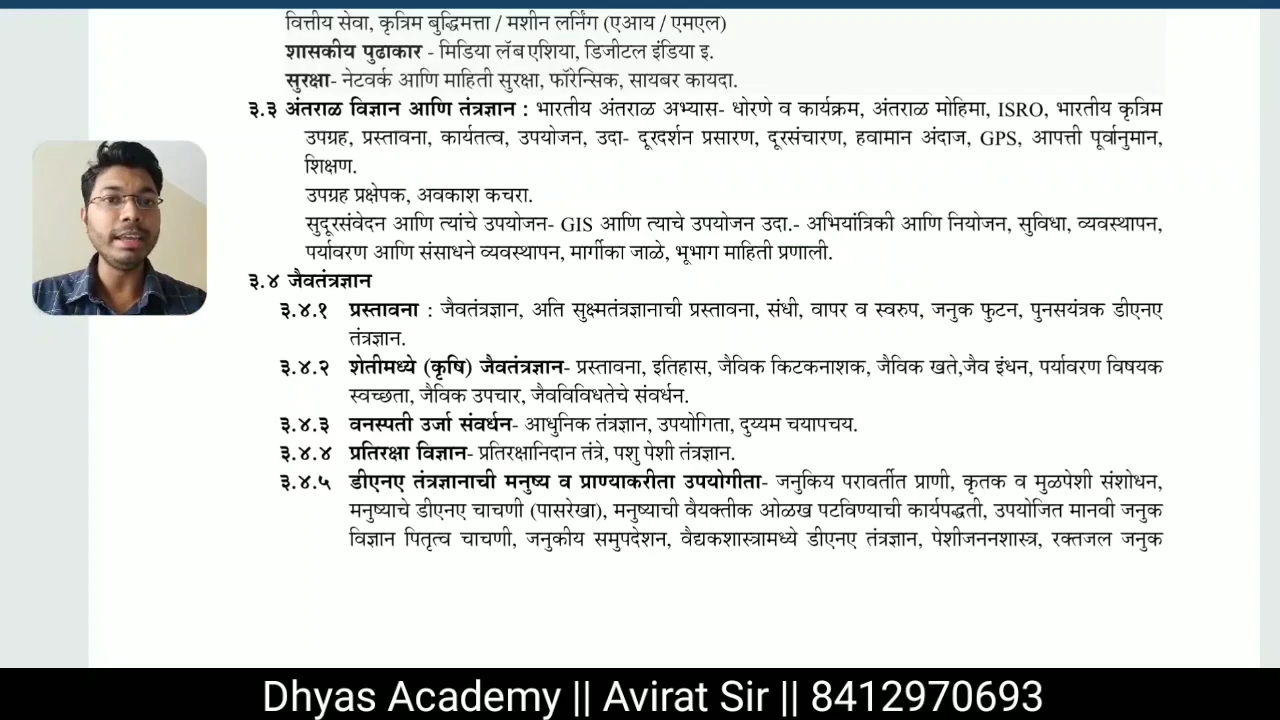 वित्तीय सेवा, कृत्रिम बुद्धिमत्ता / मशीन लर्निंग (एआय / एमएल)
शासकीय पुढाकार - मिडिया लॅब एशिया, डिजीटल इंडिया इ.
सुरक्षा- नेटवर्क आणि माहिती सुरक्षा, फॉरेन्सिक, सायबर कायदा.
३.३ अंतराळ विज्ञान आणि तंत्रज्ञान : भारतीय अंतराळ अभ्यास- धोरणे व कार्यक्रम, अंतराळ मोहिमा, ISRO, भारतीय कृत्रिम
उपग्रह, प्रस्तावना, कार्यतत्व, उपयोजन, उदा- दूरदर्शन प्रसारण, दूरसंचारण, हवामान अंदाज, GPS, आपत्ती पूर्वानुमान,
शिक्षण.
उपग्रह प्रक्षेपक, अवकाश कचरा.
सुदूरसंवेदन आणि त्यांचे उपयोजन- GIS आणि त्याचे उपयोजन उदा.- अभियांत्रिकी आणि नियोजन, सुविधा, व्यवस्थापन,
पर्यावरण आणि संसाधने व्यवस्थापन, मार्गीका जाळे, भूभाग माहिती प्रणाली.
३.४ जैवतंत्रज्ञान
३.४.१ प्रस्तावना : जैवतंत्रज्ञान, अति सुक्ष्मतंत्रज्ञानाची प्रस्तावना, संधी, वापर व स्वरुप, जनुक फुटन, पुनसयंत्रक डीएनए
तंत्रज्ञान.
३.४.२ शेतीमध्ये (कृषि) जैवतंत्रज्ञान- प्रस्तावना, इतिहास, जैविक किटकनाशक, जैविक खते,जैव इंधन, पर्यावरण विषयक
स्वच्छता, जैविक उपचार, जैवविविधतेचे संवर्धन.
३.४.३ वनस्पती उर्जा संवर्धन- आधुनिक तंत्रज्ञान, उपयोगिता, दुय्यम चयापचय.
३.४.४ प्रतिरक्षा विज्ञान- प्रतिरक्षानिदान तंत्रे, पशु पेशी तंत्रज्ञान.
३.४.५ डीएनए तंत्रज्ञानाची मनुष्य व प्राण्याकरीता उपयोगीता- जनुकिय परावर्तीत प्राणी, कृतक व मुळपेशी संशोधन,
मनुष्याचे डीएनए चाचणी (पासरेखा), मनुष्याची वैयक्तीक ओळख पटविण्याची कार्यपद्धती, उपयोजित मानवी जनुक
विज्ञान पितृत्व चाचणी, जनुकीय समुपदेशन, वैद्यकशास्त्रामध्ये डीएनए तंत्रज्ञान, पेशीजननशास्त्र, रक्तजल जनुक
Dhyas Academy || Avirat Sir || 8412970693